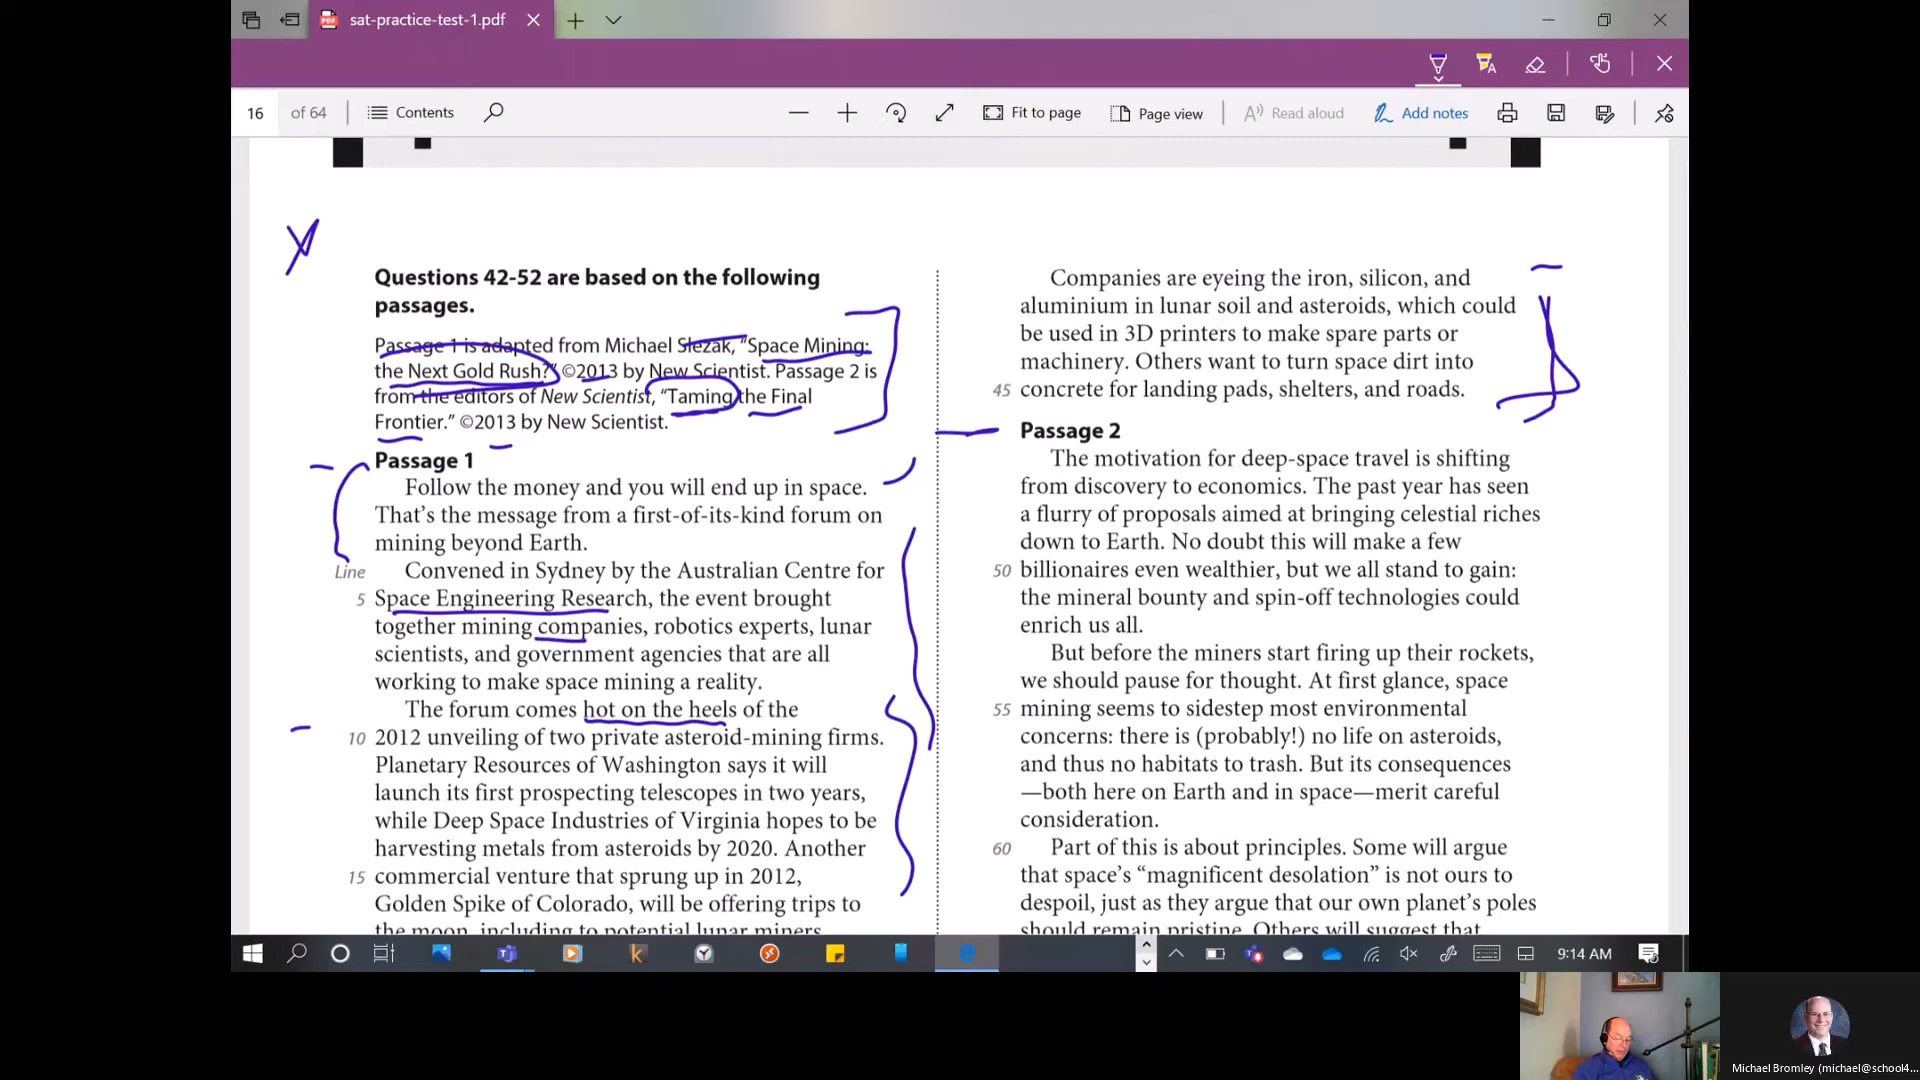 sat-practice-test-1.pdf
16 of 64
Contents
Fit to page
Page view
Read aloud
Add notes
Questions 42-52 are based on the following
passages.
Passage 1 is adapted from Michael Slezak, “Space Mining:
the Next Gold Rush?” ©2013 by New Scientist. Passage 2 is
from the editors of New Scientist, “Taming the Final
Frontier.” ©2013 by New Scientist.
Passage 1
Follow the money and you will end up in space.
That’s the message from a first-of-its-kind forum on
mining beyond Earth.
Line Convened in Sydney by the Australian Centre for
5 Space Engineering Research, the event brought
together mining companies, robotics experts, lunar
scientists, and government agencies that are all
working to make space mining a reality.
The forum comes hot on the heels of the
10 2012 unveiling of two private asteroid-mining firms.
Planetary Resources of Washington says it will
launch its first prospecting telescopes in two years,
while Deep Space Industries of Virginia hopes to be
harvesting metals from asteroids by 2020. Another
15 commercial venture that sprung up in 2012,
Golden Spike of Colorado, will be offering trips to
the moon, including to potential lunar miners.
Companies are eyeing the iron, silicon, and
aluminium in lunar soil and asteroids, which could
be used in 3D printers to make spare parts or
machinery. Others want to turn space dirt into
45 concrete for landing pads, shelters, and roads.
Passage 2
The motivation for deep-space travel is shifting
from discovery to economics. The past year has seen
a flurry of proposals aimed at bringing celestial riches
down to Earth. No doubt this will make a few
50 billionaires even wealthier, but we all stand to gain:
the mineral bounty and spin-off technologies could
enrich us all.
But before the miners start firing up their rockets,
we should pause for thought. At first glance, space
55 mining seems to sidestep most environmental
concerns: there is (probably!) no life on asteroids,
and thus no habitats to trash. But its consequences
—both here on Earth and in space—merit careful
consideration.
60 Part of this is about principles. Some will argue
that space’s “magnificent desolation” is not ours to
despoil, just as they argue that our own planet’s poles
should remain pristine. Others will suggest that
9:14 AM
Michael Bromley (michael@school4...